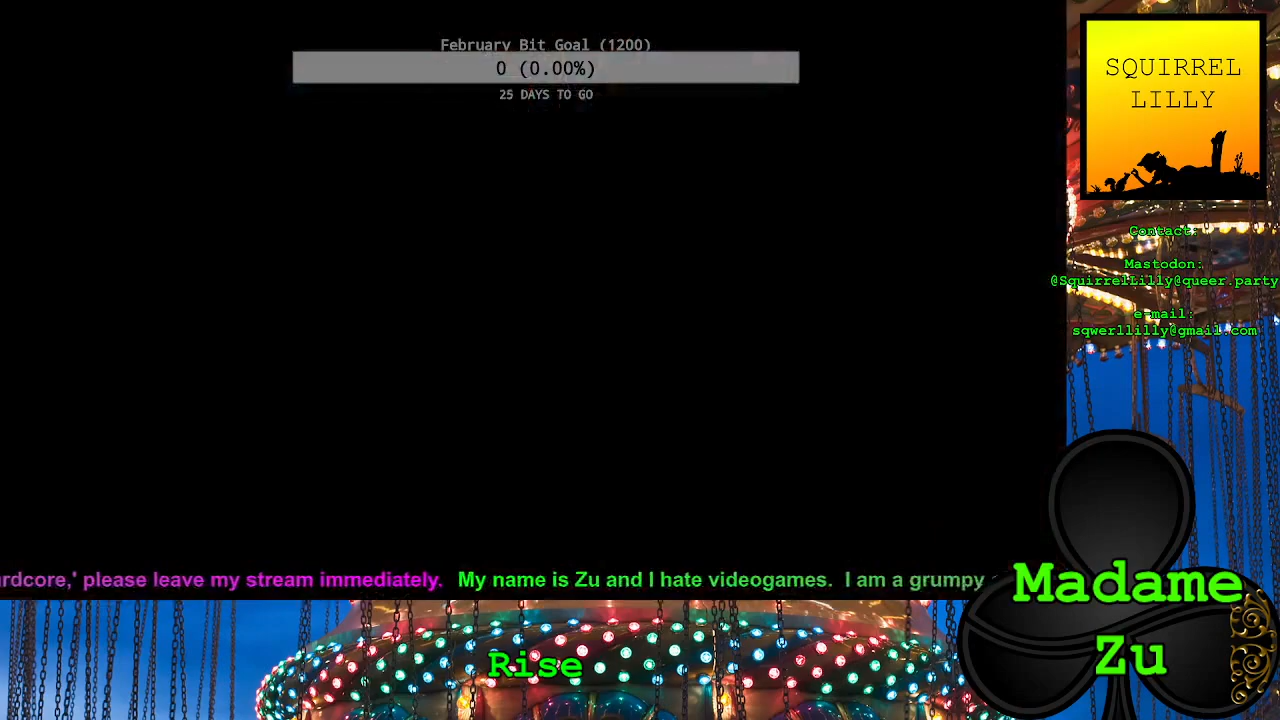 February Bit Goal (1200)
0 (0.00%)
25 DAYS TO GO
SQUIRREL
LILLY
Contact:
Mastodon:
@SquirrelLilly@queer.party
e-mail:
sqwerllilly@gmail.com
rdcore,' please leave my stream immediately. My name is Zu and I hate videogames. I am a grumpy
Madame
Zu
Rise